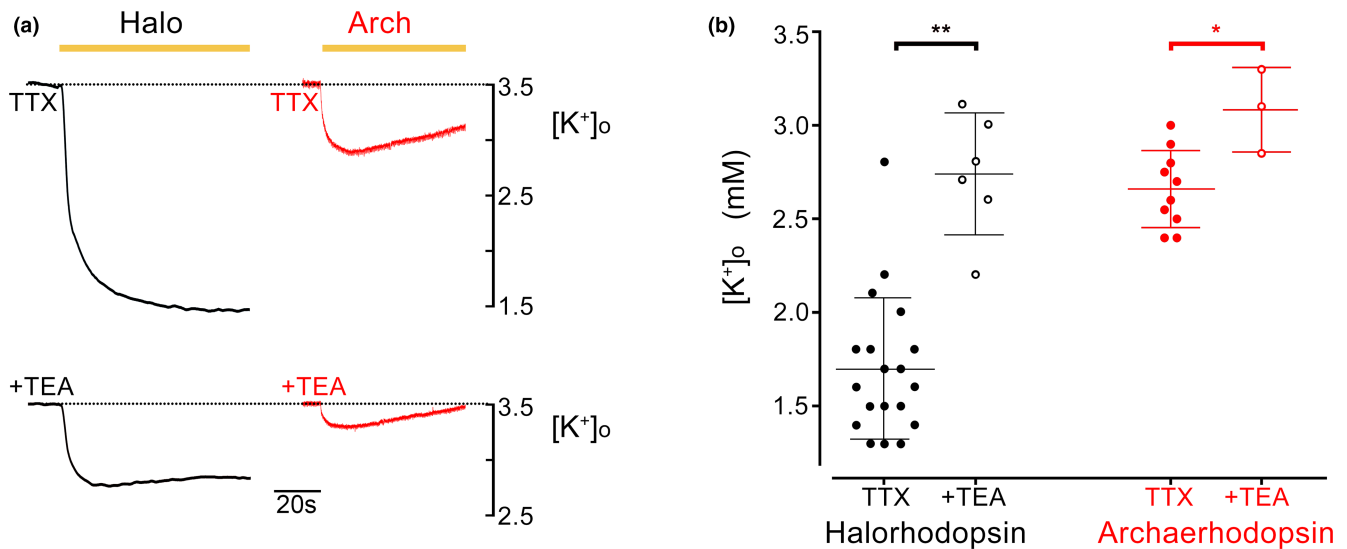 (a)
Halo
Arch
TTX
TTX
3.5
[K⁺]o
2.5
1.5
+TEA
+TEA
3.5
[K⁺]o
20s
2.5
(b)
3.5
**
*
3.0
2.5
2.0
1.5
[K⁺]o (mM)
TTX +TEA TTX +TEA
Halorhodopsin Archaerhodopsin